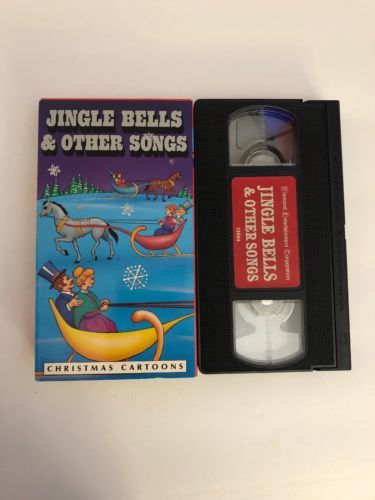 JINGLE BELLS
& OTHER SONGS
CHRISTMAS CARTOONS
Diamond Entertainment Corporation
JINGLE BELLS
& OTHER SONGS